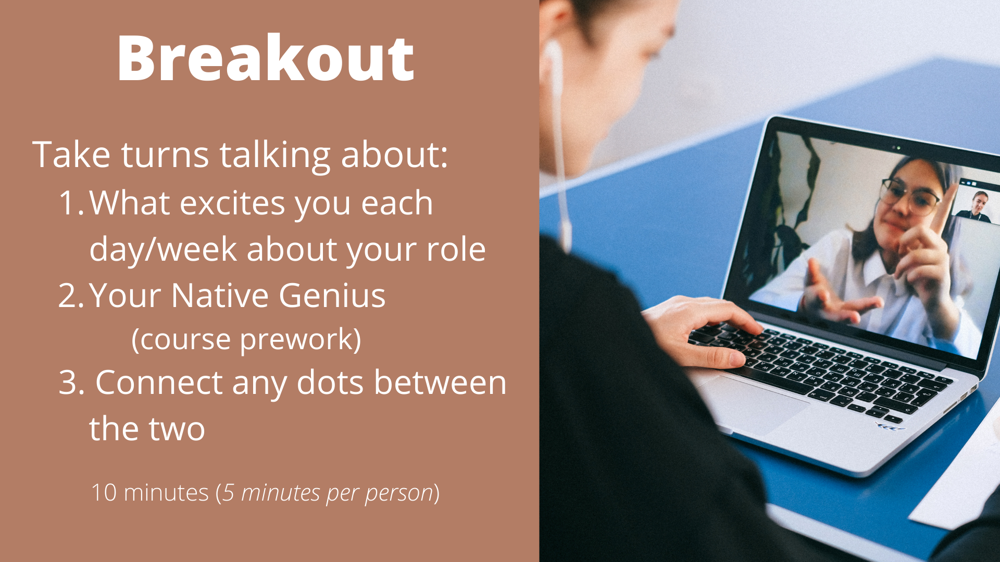 Breakout
Take turns talking about:
1. What excites you each
day/week about your role
2. Your Native Genius
(course prework)
3. Connect any dots between
the two
10 minutes (5 minutes per person)